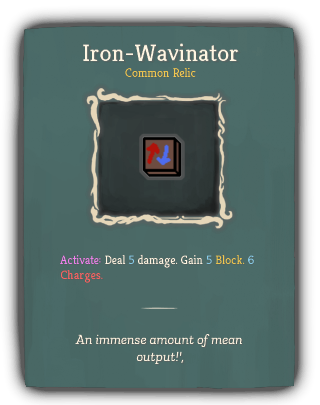 Iron-Wavinator
Common Relic
Activate: Deal 5 damage. Gain 5 Block. 6
Charges.
An immense amount of mean
output!',